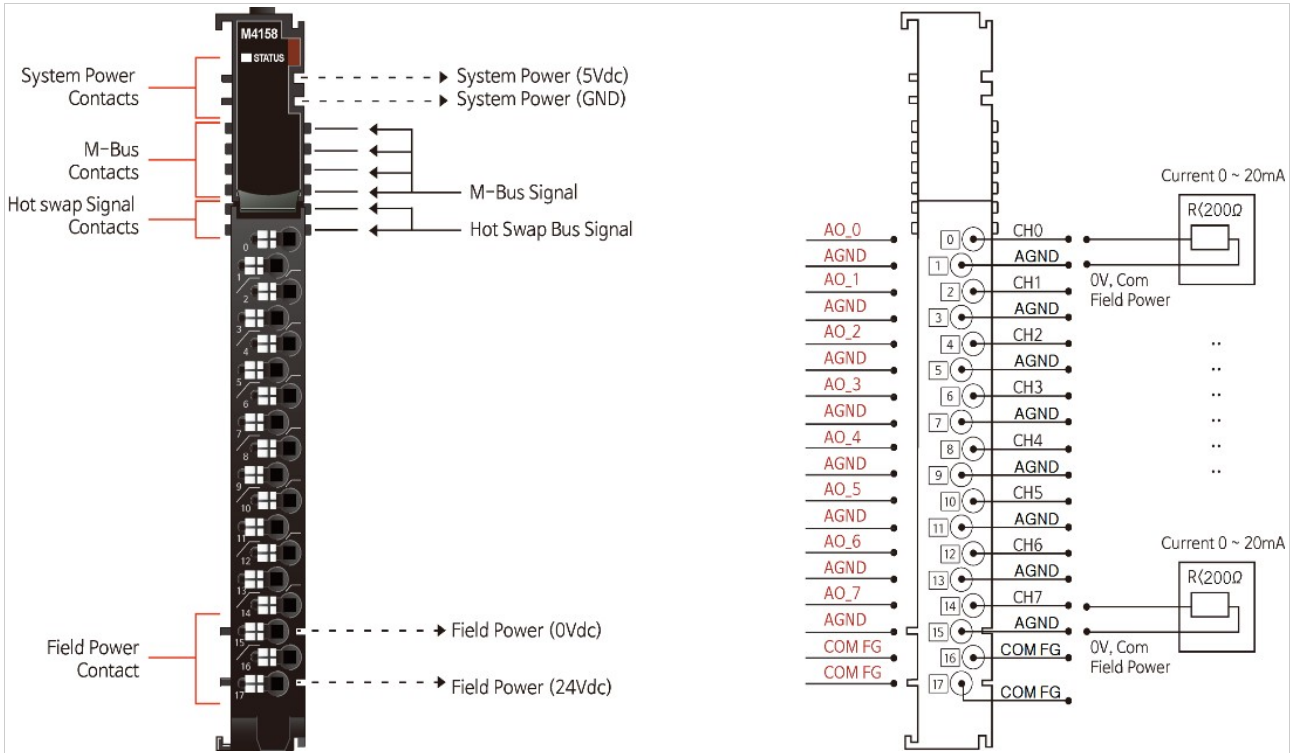 M4158
STATUS
System Power
Contacts
System Power (5Vdc)
System Power (GND)
M-Bus
Contacts
M-Bus Signal
Hot swap Signal
Contacts
Hot Swap Bus Signal
0
1
2
3
4
5
6
7
8
9
10
11
12
13
14
15
16
17
Field Power
Contact
Field Power (0Vdc)
Field Power (24Vdc)
AO_0 0 CH0
AGND 1 AGND
AO_1 2 CH1
AGND 3 AGND
AO_2 4 CH2
AGND 5 AGND
AO_3 6 CH3
AGND 7 AGND
AO_4 8 CH4
AGND 9 AGND
AO_5 10 CH5
AGND 11 AGND
AO_6 12 CH6
AGND 13 AGND
AO_7 14 CH7
AGND 15 AGND
COM FG 16 COM FG
COM FG 17 COM FG
Current 0 ~ 20mA
R<200Ω
0V, Com
Field Power
..
..
..
..
..
..
Current 0 ~ 20mA
R<200Ω
0V, Com
Field Power